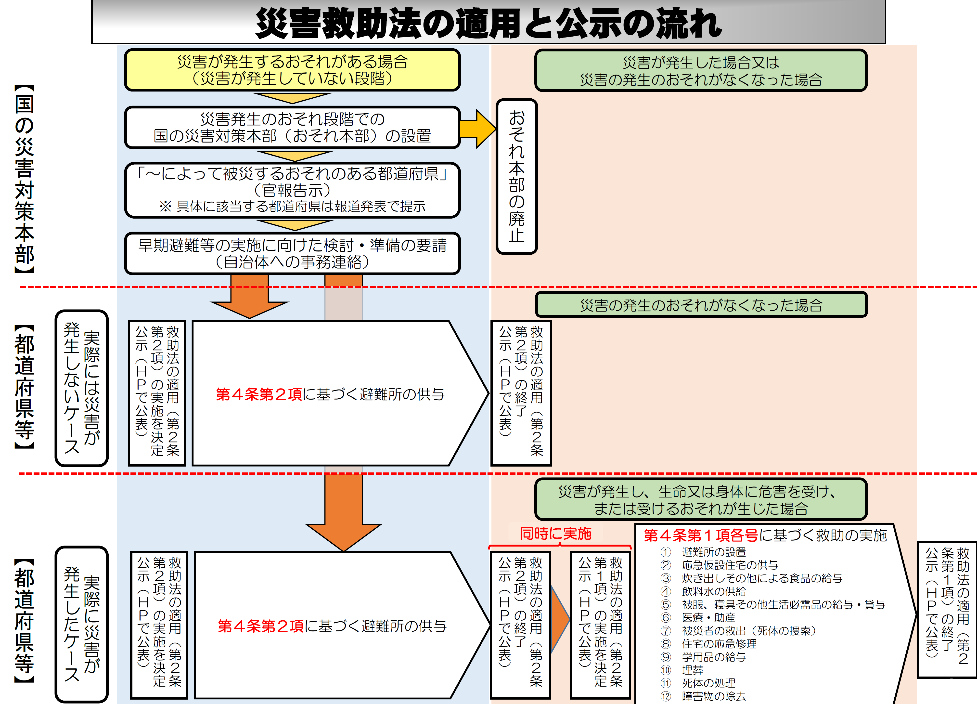 災害救助法の適用と公示の流れ
【国の災害対策本部】
災害が発生するおそれがある場合
（災害が発生していない段階）
災害が発生した場合又は
災害の発生のおそれがなくなった場合
災害発生のおそれ段階での
国の災害対策本部（おそれ本部）の設置
おそれ本部の廃止
「～によって被災するおそれのある都道府県」
（官報告示）
※ 具体に該当する都道府県は報道発表で提示
早期避難等の実施に向けた検討・準備の要請
（自治体への事務連絡）
【都道府県等】
実際には災害が
発生しないケース
災害の発生のおそれがなくなった場合
救助法の適用（第２条
第２項）の実施を決定
公示（ＨＰで公表）
第４条第２項に基づく避難所の供与
救助法の適用（第２条
第２項）の終了
公示（ＨＰで公表）
【都道府県等】
実際に災害が
発生したケース
災害が発生し、生命又は身体に危害を受け、
または受けるおそれが生じた場合
救助法の適用（第２条
第２項）の実施を決定
公示（ＨＰで公表）
第４条第２項に基づく避難所の供与
同時に実施
救助法の適用（第２条
第２項）の終了
公示（ＨＰで公表）
救助法の適用（第２条
第１項）の実施を決定
公示（ＨＰで公表）
第４条第１項各号に基づく救助の実施
① 避難所の設置
② 応急仮設住宅の供与
③ 炊き出しその他による食品の給与
④ 飲料水の供給
⑤ 被服、寝具その他生活必需品の給与・貸与
⑥ 医療・助産
⑦ 被災者の救出（死体の捜索）
⑧ 住宅の応急修理
⑨ 学用品の給与
⑩ 埋葬
⑪ 死体の処理
⑫ 障害物の除去
救助法の適用（第２
条第１項）の終了
公示（ＨＰで公表）